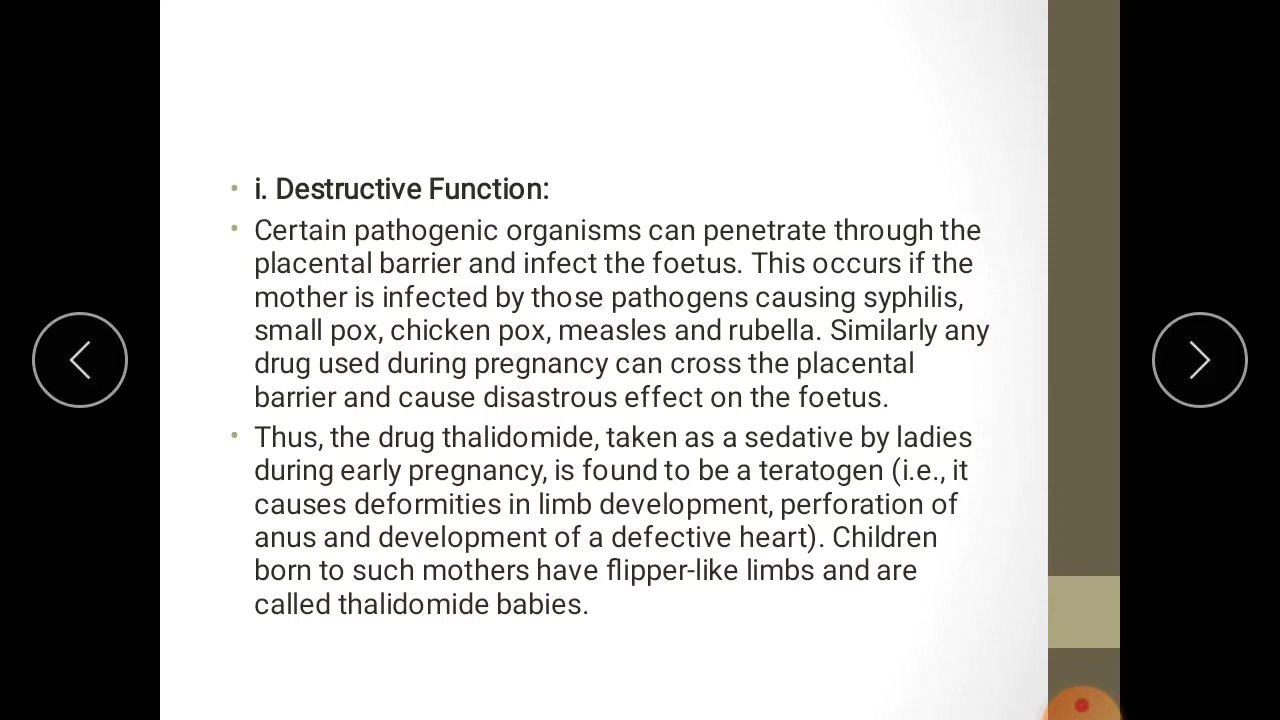 • i. Destructive Function:
• Certain pathogenic organisms can penetrate through the
placental barrier and infect the foetus. This occurs if the
mother is infected by those pathogens causing syphilis,
small pox, chicken pox, measles and rubella. Similarly any
drug used during pregnancy can cross the placental
barrier and cause disastrous effect on the foetus.
• Thus, the drug thalidomide, taken as a sedative by ladies
during early pregnancy, is found to be a teratogen (i.e., it
causes deformities in limb development, perforation of
anus and development of a defective heart). Children
born to such mothers have flipper-like limbs and are
called thalidomide babies.